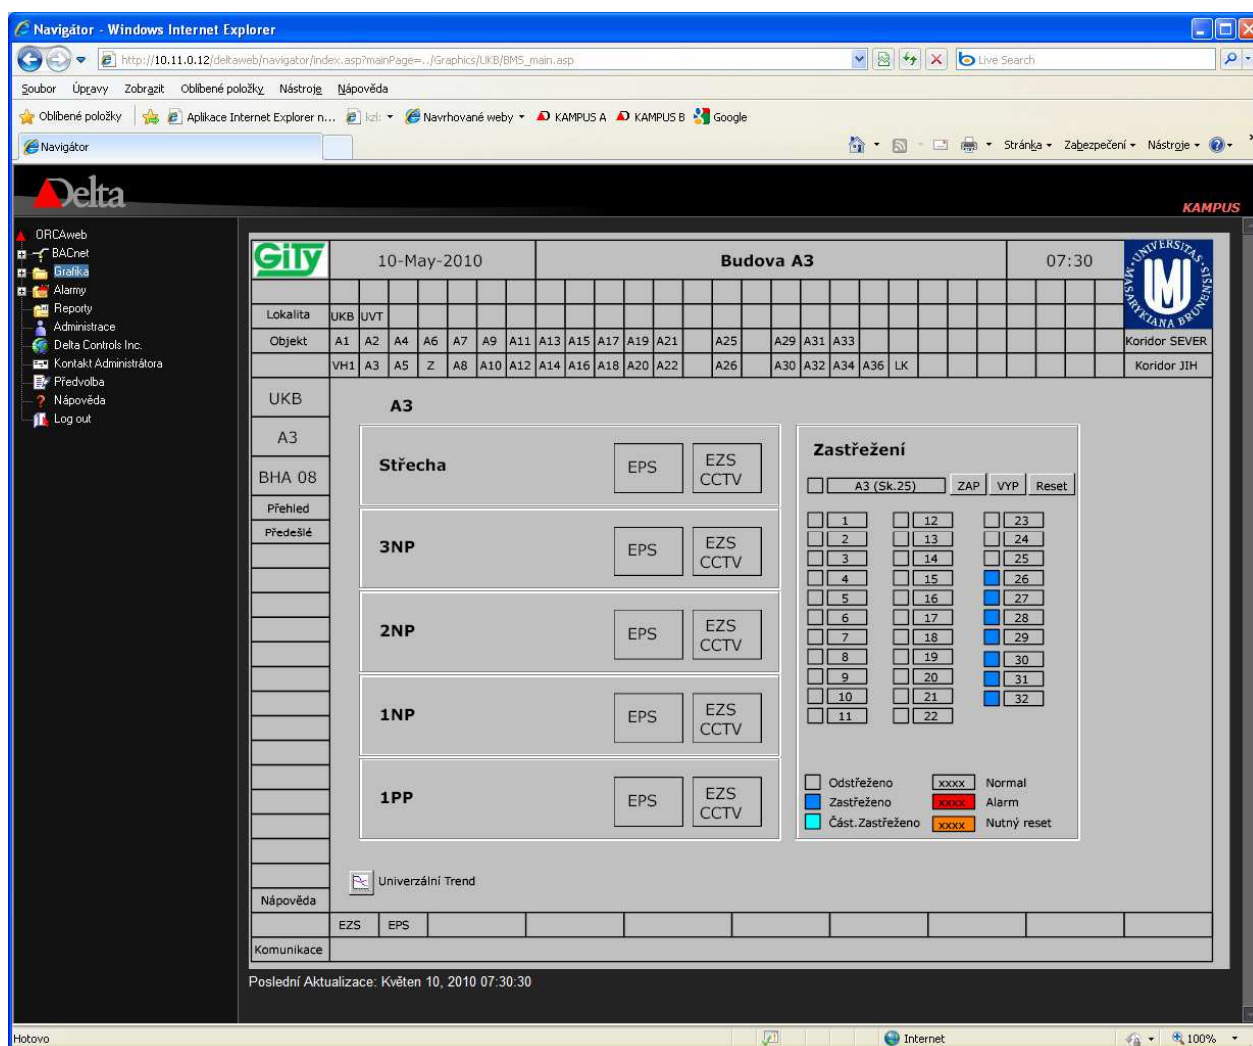 Navigátor - Windows Internet Explorer
http://10.11.0.12/deltaweb/navigator/index.asp?mainPage=../Graphics/UKB/BMS_main.asp
Live Search
Soubor Úpravy Zobrazit Oblíbené položky Nástroje Nápověda
Oblíbené položky Aplikace Internet Explorer n... kzl: Navrhované weby KAMPUS A KAMPUS B Google
Navigátor
Stránka Zabezpečení Nástroje
Delta
KAMPUS
ORCAweb
BACnet
Grafika
Alarmy
Reporty
Administrace
Delta Controls Inc.
Kontakt Administrátora
Předvolba
Nápověda
Log out
GiTy 10-May-2010 Budova A3 07:30
UNIVERSITAS MASARYKIANA BRUNENSIS
Lokalita UKB UVT
Objekt A1 A2 A4 A6 A7 A9 A11 A13 A15 A17 A19 A21 A25 A29 A31 A33 Koridor SEVER
VH1 A3 A5 Z A8 A10 A12 A14 A16 A18 A20 A22 A26 A30 A32 A34 A36 LK Koridor JIH
UKB
A3
BHA 08
Přehled
Předešlé
Nápověda
Komunikace
A3
Střecha EPS EZS CCTV
3NP EPS EZS CCTV
2NP EPS EZS CCTV
1NP EPS EZS CCTV
1PP EPS EZS CCTV
Zastřežení
A3 (Sk.25) ZAP VYP Reset
1 12 23
2 13 24
3 14 25
4 15 26
5 16 27
6 17 28
7 18 29
8 19 30
9 20 31
10 21 32
11 22
Odstřeženo xxxx Normal
Zastřeženo xxxx Alarm
Část.Zastřeženo xxxx Nutný reset
Univerzální Trend
EZS EPS
Poslední Aktualizace: Květen 10, 2010 07:30:30
Hotovo Internet 100%